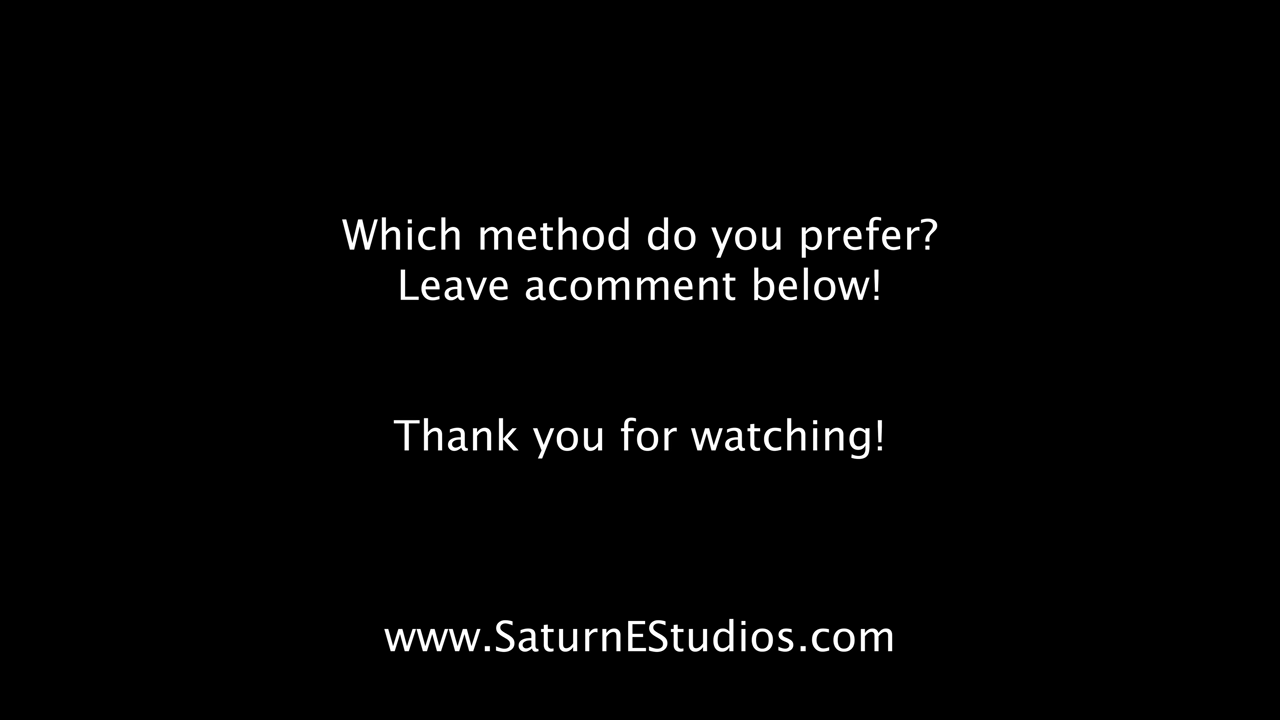 Which method do you prefer?
Leave acomment below!
Thank you for watching!
www.SaturnEStudios.com